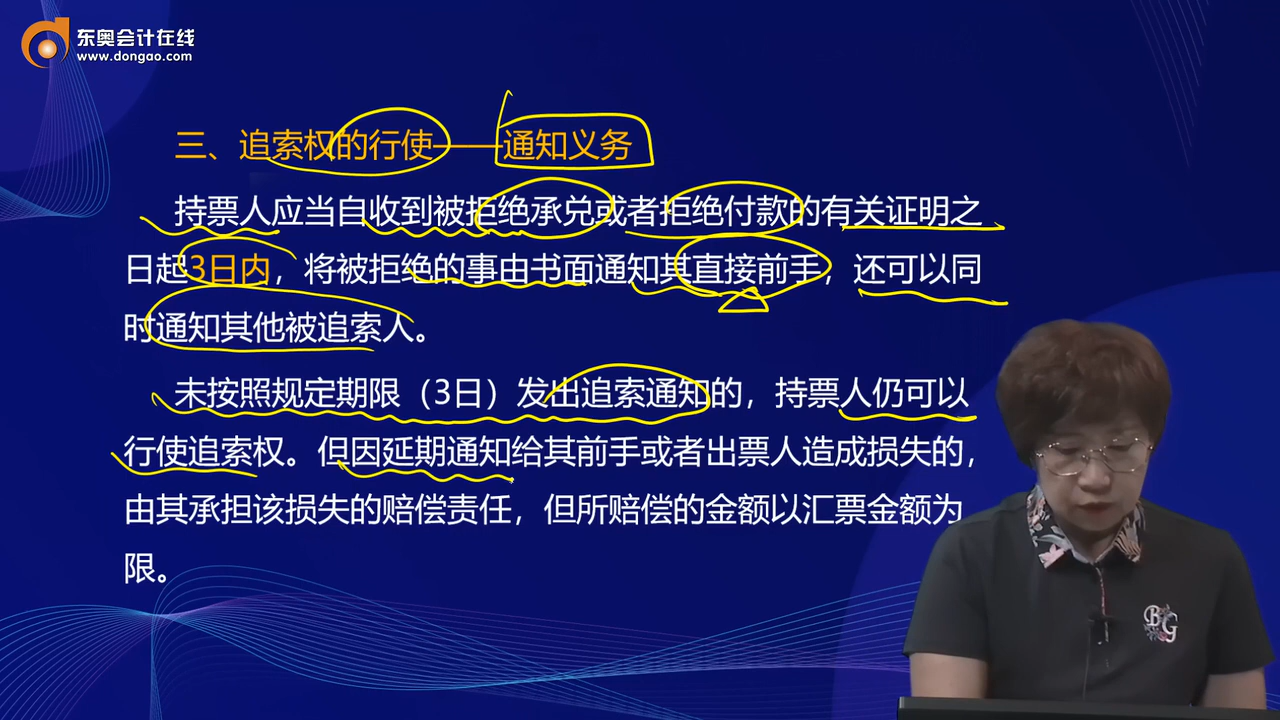 东奥会计在线
www.dongao.com
三、追索权的行使——通知义务
持票人应当自收到被拒绝承兑或者拒绝付款的有关证明之
日起3日内，将被拒绝的事由书面通知其直接前手，还可以同
时通知其他被追索人。
未按照规定期限（3日）发出追索通知的，持票人仍可以
行使追索权。但因延期通知给其前手或者出票人造成损失的，
由其承担该损失的赔偿责任，但所赔偿的金额以汇票金额为
限。
BG